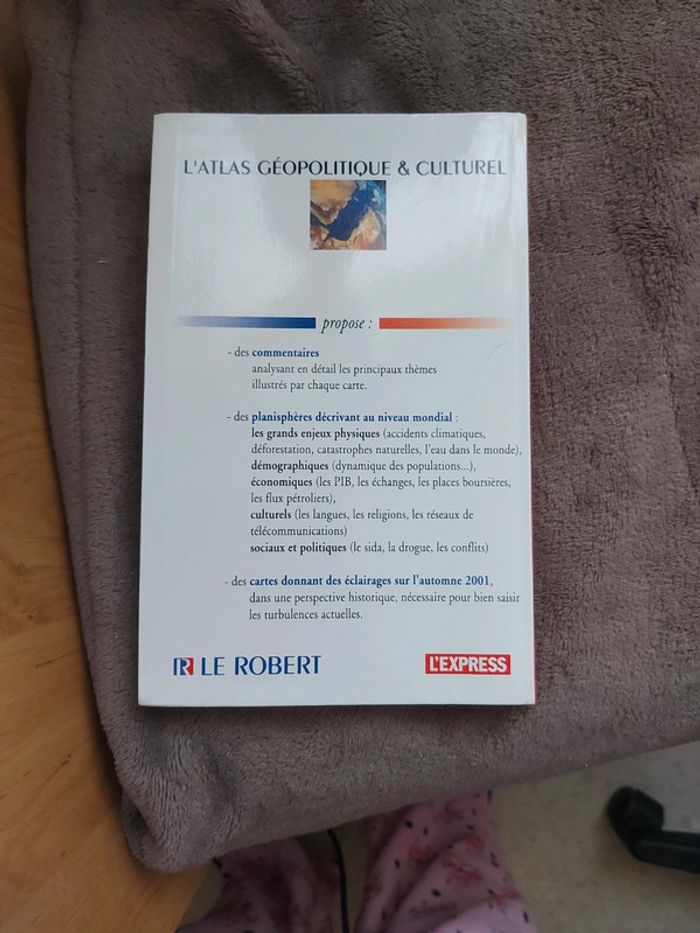 L'ATLAS GÉOPOLITIQUE & CULTUREL
propose :
- des commentaires
analysant en détail les principaux thèmes
illustrés par chaque carte.
- des planisphères décrivant au niveau mondial :
les grands enjeux physiques (accidents climatiques,
déforestation, catastrophes naturelles, l'eau dans le monde),
démographiques (dynamique des populations...),
économiques (les PIB, les échanges, les places boursières,
les flux pétroliers),
culturels (les langues, les religions, les réseaux de
télécommunications)
sociaux et politiques (le sida, la drogue, les conflits)
- des cartes donnant des éclairages sur l'automne 2001,
dans une perspective historique, nécessaire pour bien saisir
les turbulences actuelles.
R LE ROBERT
L'EXPRESS